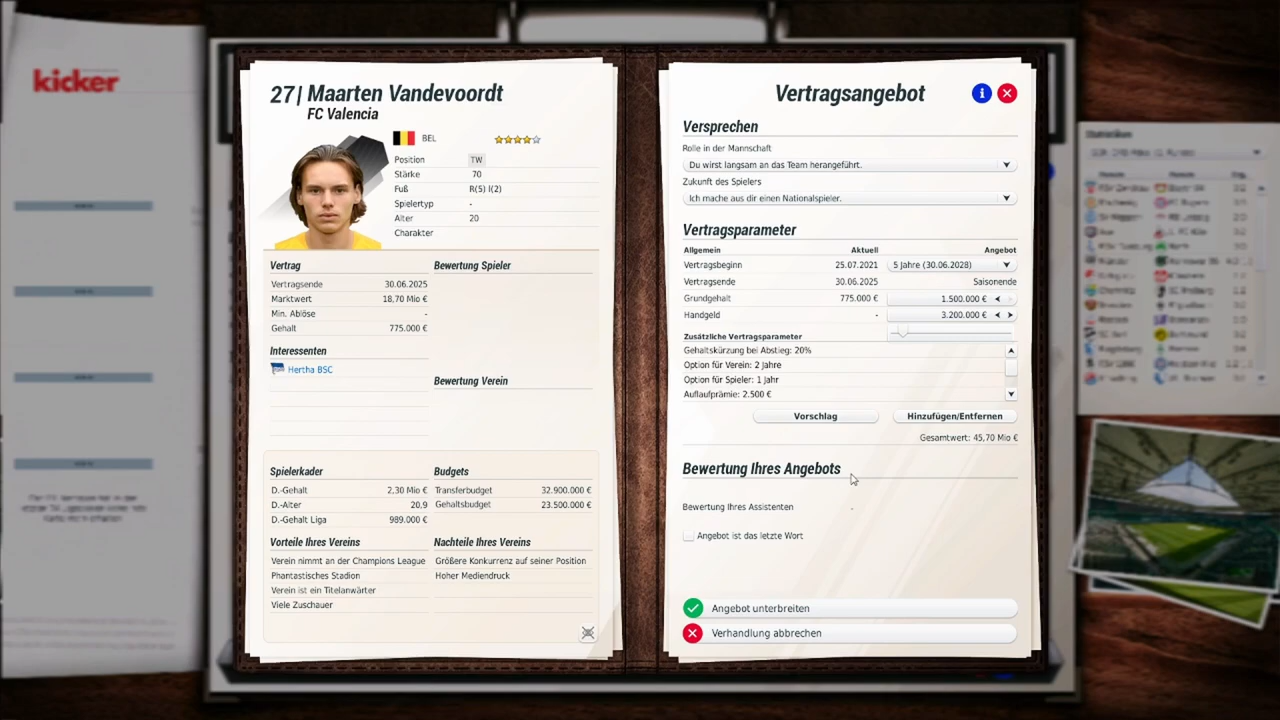 kicker
27| Maarten Vandevoordt
FC Valencia
BEL
Position TW
Stärke 70
Fuß R(5) l(2)
Spielertyp -
Alter 20
Charakter
Vertrag
Vertragsende 30.06.2025
Marktwert 18,70 Mio €
Min. Ablöse -
Gehalt 775.000 €
Bewertung Spieler
Interessenten
Hertha BSC
Bewertung Verein
Spielerkader
D.-Gehalt 2,30 Mio €
D.-Alter 20,9
D.-Gehalt Liga 989.000 €
Budgets
Transferbudget 32.900.000 €
Gehaltsbudget 23.500.000 €
Vorteile Ihres Vereins
Verein nimmt an der Champions League
Phantastisches Stadion
Verein ist ein Titelanwärter
Viele Zuschauer
Nachteile Ihres Vereins
Größere Konkurrenz auf seiner Position
Hoher Mediendruck
Vertragsangebot
Versprechen
Rolle in der Mannschaft
Du wirst langsam an das Team herangeführt.
Zukunft des Spielers
Ich mache aus dir einen Nationalspieler.
Vertragsparameter
Allgemein Aktuell Angebot
Vertragsbeginn 25.07.2021 5 Jahre (30.06.2028)
Vertragsende 30.06.2025 Saisonende
Grundgehalt 775.000 € 1.500.000 €
Handgeld - 3.200.000 €
Zusätzliche Vertragsparameter
Gehaltskürzung bei Abstieg: 20%
Option für Verein: 2 Jahre
Option für Spieler: 1 Jahr
Auflaufprämie: 2.500 €
Vorschlag Hinzufügen/Entfernen
Gesamtwert: 45,70 Mio €
Bewertung Ihres Angebots
Bewertung Ihres Assistenten -
Angebot ist das letzte Wort
Angebot unterbreiten
Verhandlung abbrechen
Statistiken